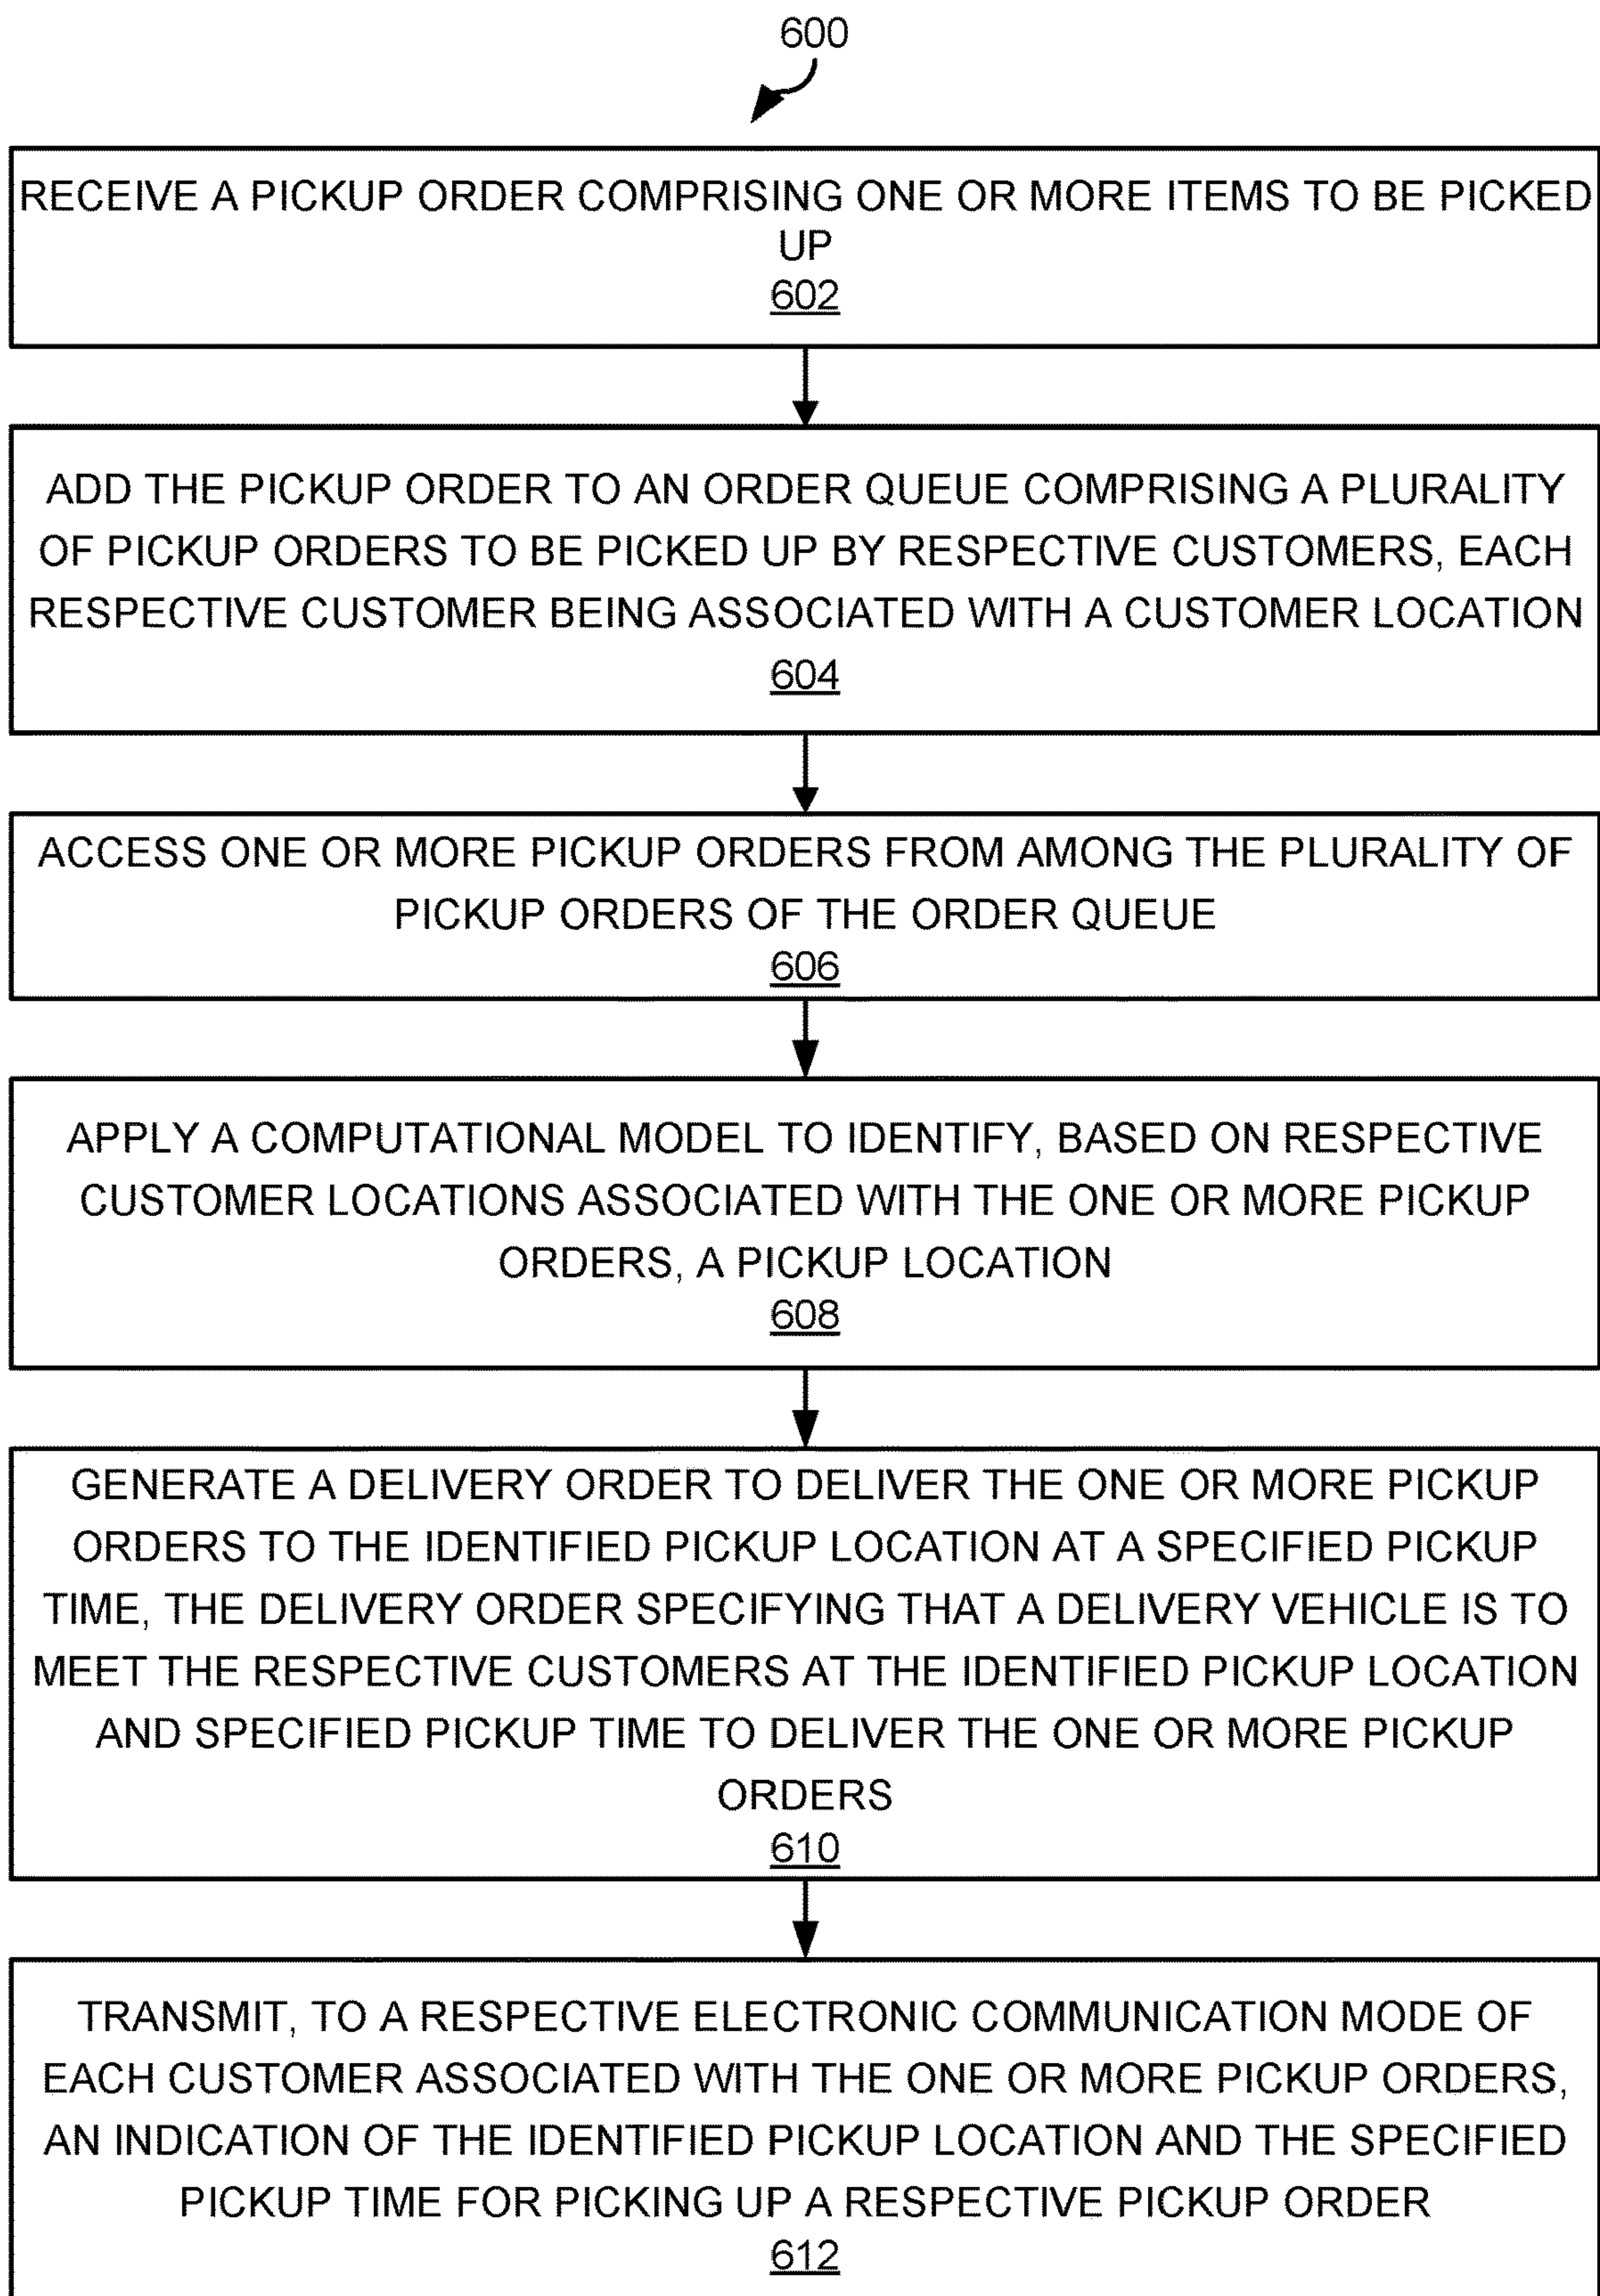 600
RECEIVE A PICKUP ORDER COMPRISING ONE OR MORE ITEMS TO BE PICKED
UP
602
ADD THE PICKUP ORDER TO AN ORDER QUEUE COMPRISING A PLURALITY
OF PICKUP ORDERS TO BE PICKED UP BY RESPECTIVE CUSTOMERS, EACH
RESPECTIVE CUSTOMER BEING ASSOCIATED WITH A CUSTOMER LOCATION
604
ACCESS ONE OR MORE PICKUP ORDERS FROM AMONG THE PLURALITY OF
PICKUP ORDERS OF THE ORDER QUEUE
606
APPLY A COMPUTATIONAL MODEL TO IDENTIFY, BASED ON RESPECTIVE
CUSTOMER LOCATIONS ASSOCIATED WITH THE ONE OR MORE PICKUP
ORDERS, A PICKUP LOCATION
608
GENERATE A DELIVERY ORDER TO DELIVER THE ONE OR MORE PICKUP
ORDERS TO THE IDENTIFIED PICKUP LOCATION AT A SPECIFIED PICKUP
TIME, THE DELIVERY ORDER SPECIFYING THAT A DELIVERY VEHICLE IS TO
MEET THE RESPECTIVE CUSTOMERS AT THE IDENTIFIED PICKUP LOCATION
AND SPECIFIED PICKUP TIME TO DELIVER THE ONE OR MORE PICKUP
ORDERS
610
TRANSMIT, TO A RESPECTIVE ELECTRONIC COMMUNICATION MODE OF
EACH CUSTOMER ASSOCIATED WITH THE ONE OR MORE PICKUP ORDERS,
AN INDICATION OF THE IDENTIFIED PICKUP LOCATION AND THE SPECIFIED
PICKUP TIME FOR PICKING UP A RESPECTIVE PICKUP ORDER
612